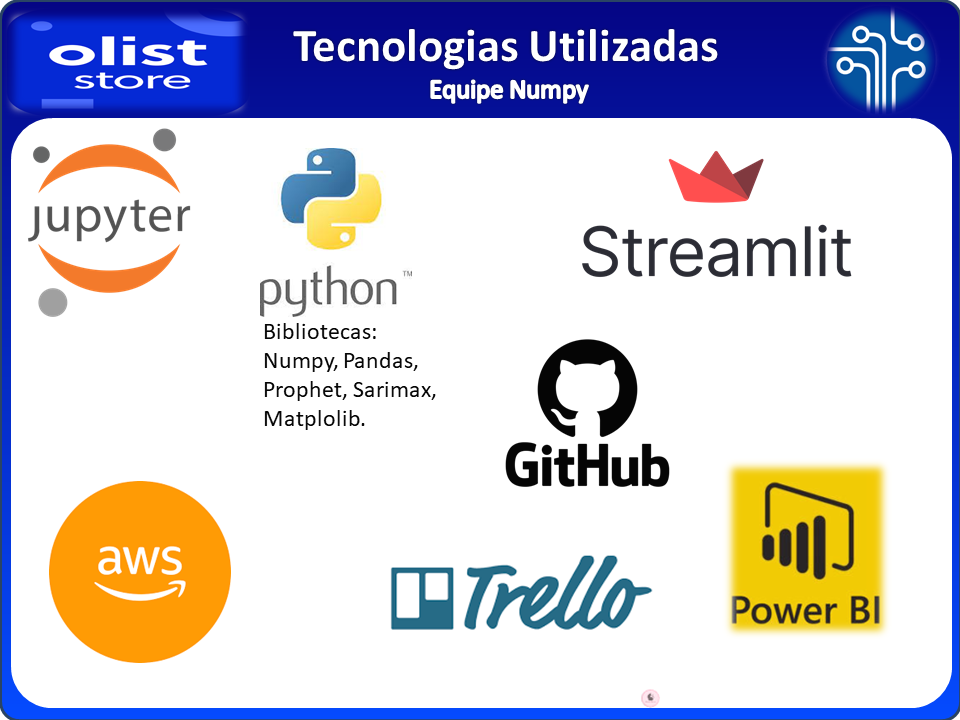 olist
store
Tecnologias Utilizadas
Equipe Numpy
jupyter
python™
Streamlit
Bibliotecas:
Numpy, Pandas,
Prophet, Sarimax,
Matplolib.
GitHub
aws
Trello
Power BI